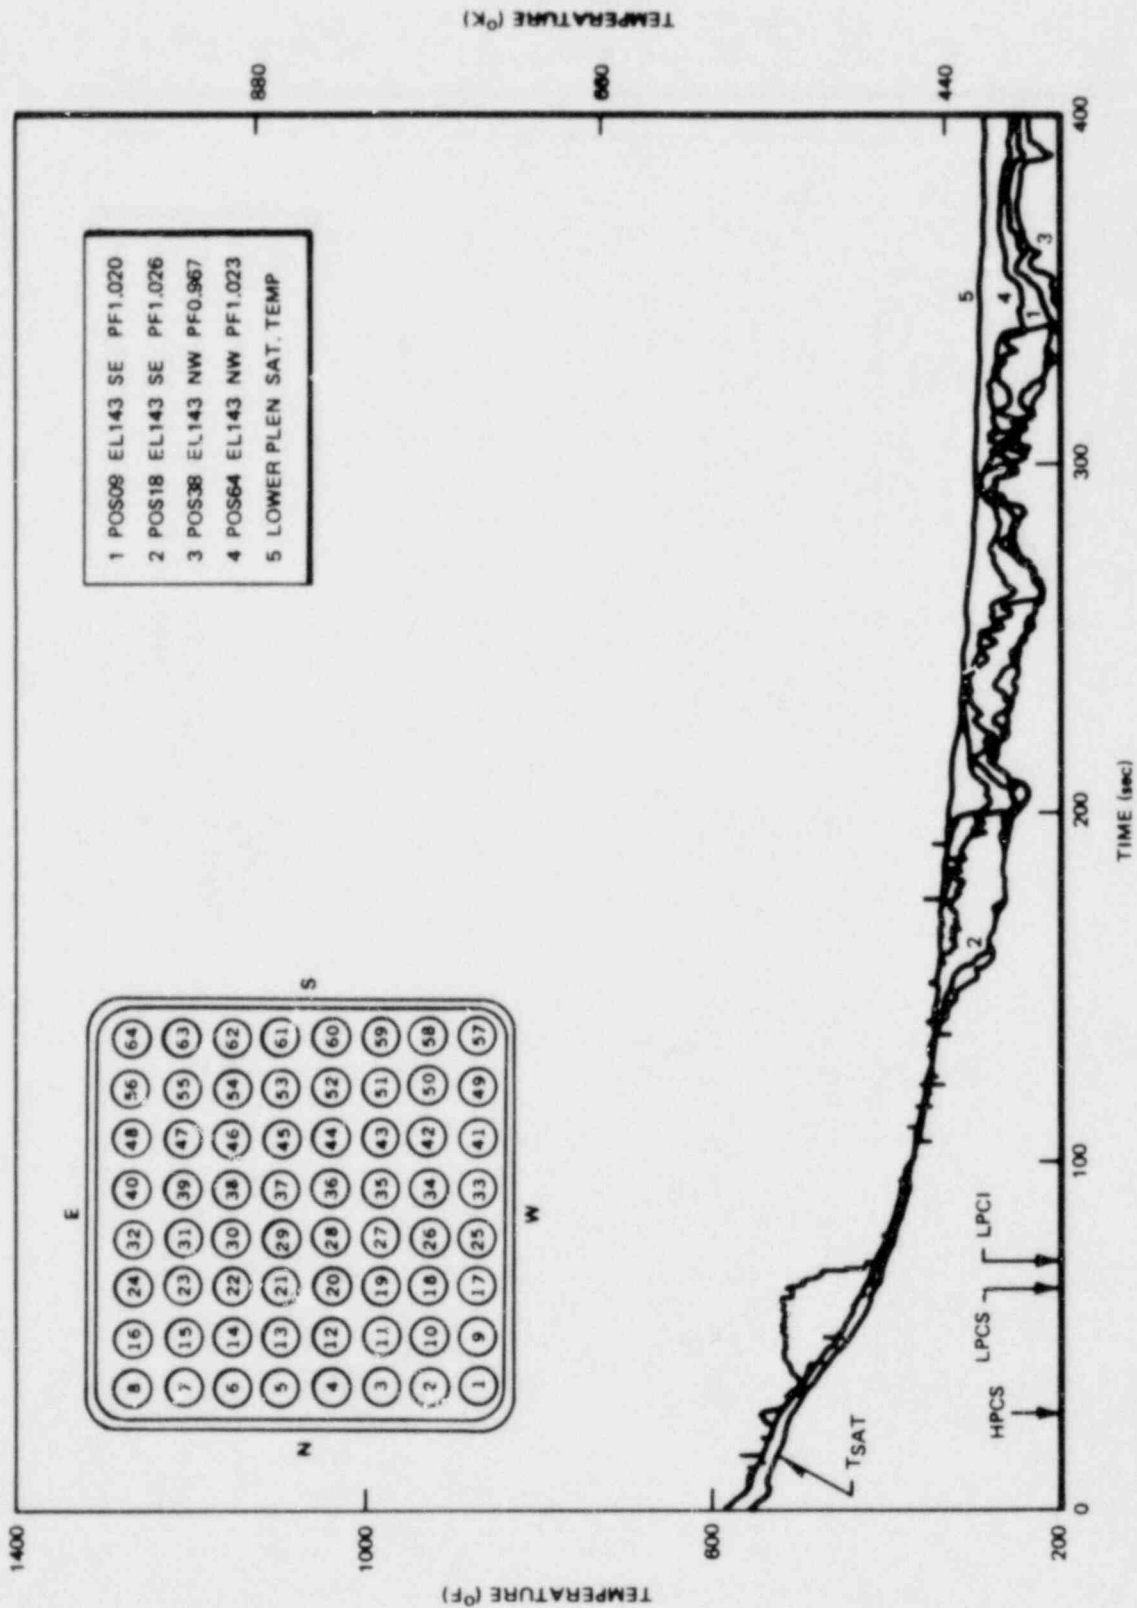 1400
1000
600
200
TEMPERATURE (°F)
E
N
S
W
8 16 24 32 40 48 56 64
7 15 23 31 39 47 55 63
6 14 22 30 38 46 54 62
5 13 21 29 37 45 53 61
4 12 20 28 36 44 52 60
3 11 19 27 35 43 51 59
2 10 18 26 34 42 50 58
1 9 17 25 33 41 49 57
1 POS09 EL143 SE PF1.020
2 POS18 EL143 SE PF1.026
3 POS38 EL143 NW PF0.967
4 POS64 EL143 NW PF1.023
5 LOWER PLEN SAT. TEMP
880
660
440
TEMPERATURE (°K)
TSAT
HPCS
LPCS
LPCI
2
5
4
1
3
0 100 200 300 400
TIME (sec)